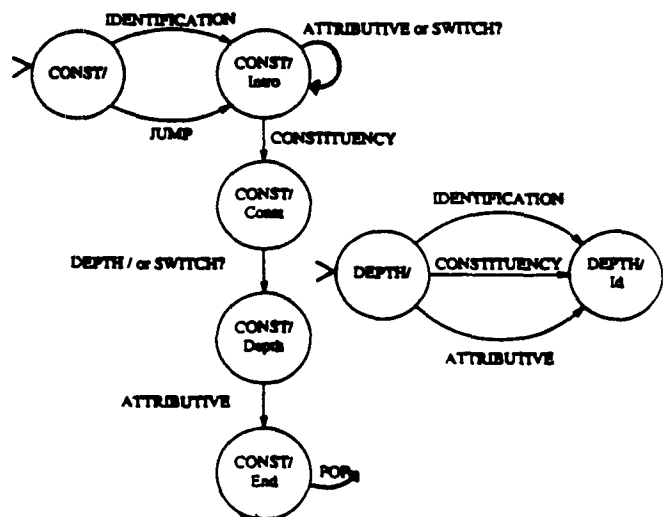 IDENTIFICATION
ATTRIBUTIVE or SWITCH?
CONST/
CONST/
Intro
JUMP
CONSTITUENCY
CONST/
Const
IDENTIFICATION
DEPTH / or SWITCH?
DEPTH/
CONSTITUENCY
DEPTH/
Id
CONST/
Depth
ATTRIBUTIVE
ATTRIBUTIVE
CONST/
End
POP